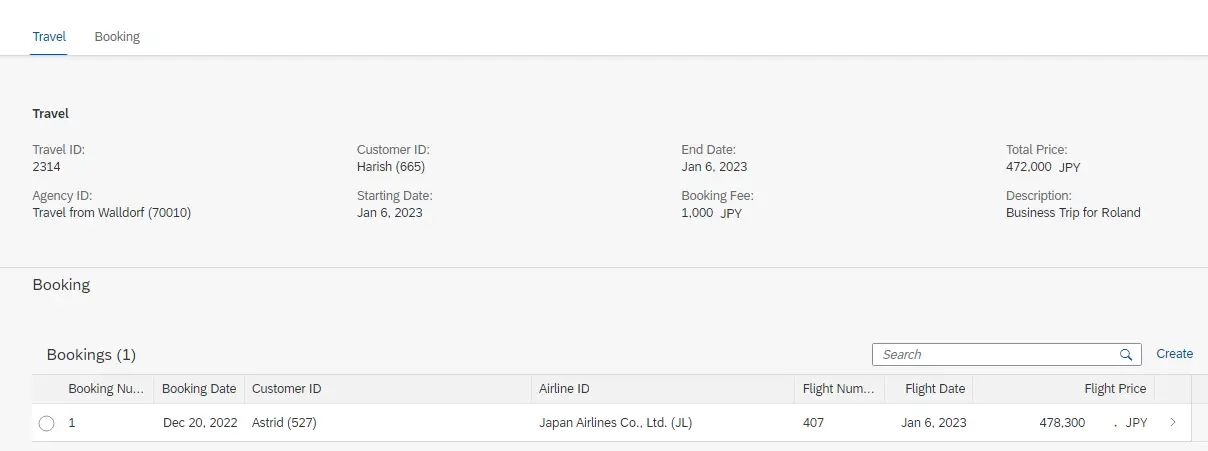 Travel Booking
Travel
Travel ID: Customer ID: End Date: Total Price:
2314 Harish (665) Jan 6, 2023 472,000 JPY
Agency ID: Starting Date: Booking Fee: Description:
Travel from Walldorf (70010) Jan 6, 2023 1,000 JPY Business Trip for Roland
Booking
Bookings (1) Search Create
Booking Nu... Booking Date Customer ID Airline ID Flight Num... Flight Date Flight Price
1 Dec 20, 2022 Astrid (527) Japan Airlines Co., Ltd. (JL) 407 Jan 6, 2023 478,300 . JPY